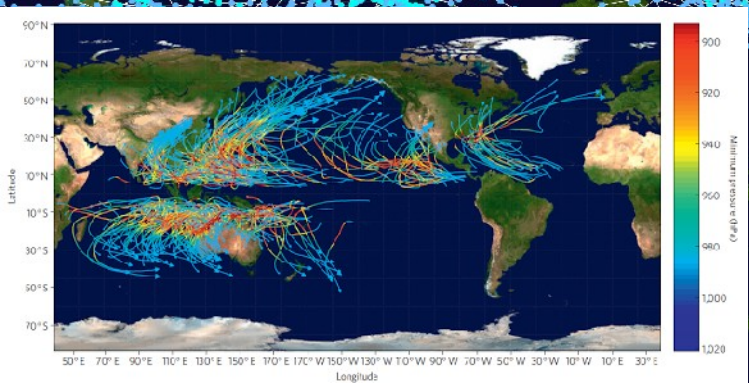 90°N
70°N
50°N
30°N
10°N
10°S
30°S
50°S
70°S
Latitude
50°E 70°E 90°E 110°E 130°E 150°E 170°E 170°W 150°W 130°W 110°W 90°W 70°W 50°W 30°W 10°W 10°E 30°E
Longitude
900
920
940
960
980
1,000
1,020
Minimum pressure (hPa)